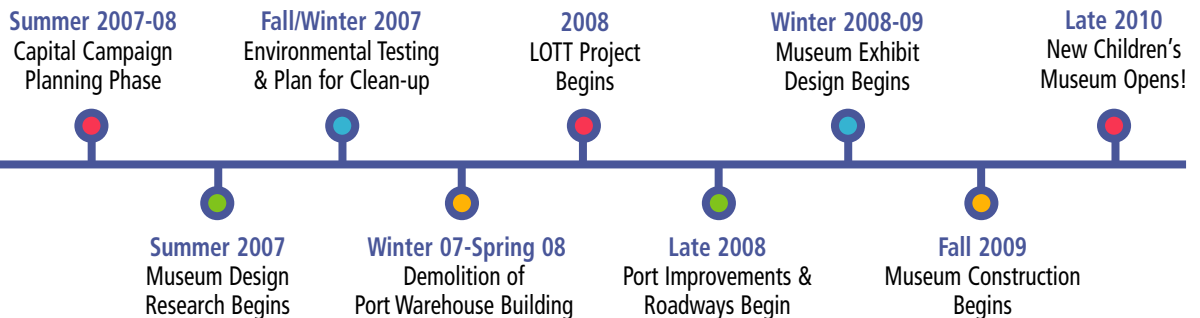 Summer 2007-08
Capital Campaign
Planning Phase
Fall/Winter 2007
Environmental Testing
& Plan for Clean-up
2008
LOTT Project
Begins
Winter 2008-09
Museum Exhibit
Design Begins
Late 2010
New Children's
Museum Opens!
Summer 2007
Museum Design
Research Begins
Winter 07-Spring 08
Demolition of
Port Warehouse Building
Late 2008
Port Improvements &
Roadways Begin
Fall 2009
Museum Construction
Begins